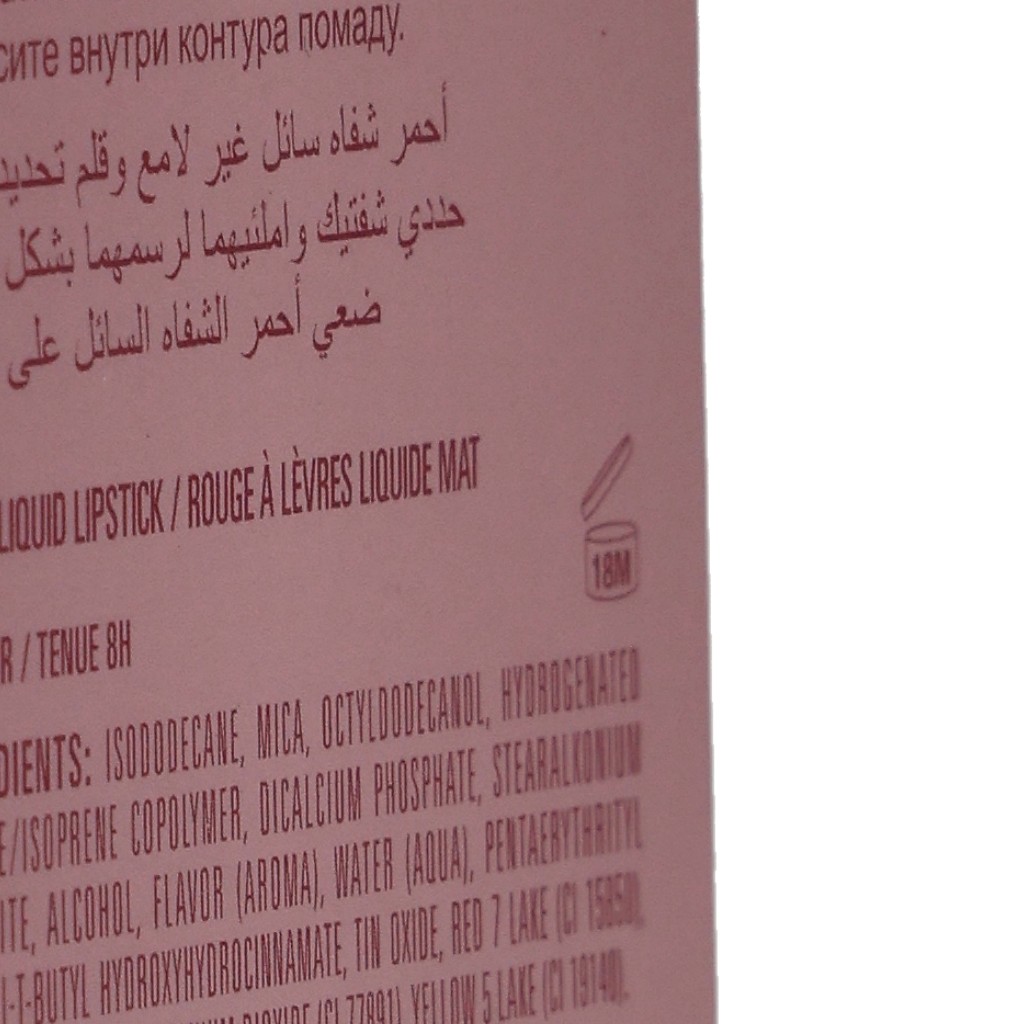 сите внутри контура помаду.
أحمر شفاه سائل غير لامع وقلم تحديد
حددي شفتيك واملئيهما لرسمهما بشكل
ضعي أحمر الشفاه السائل على
LIQUID LIPSTICK / ROUGE À LÈVRES LIQUIDE MAT
18M
R / TENUE 8H
DIENTS: ISODODECANE, MICA, OCTYLDODECANOL, HYDROGENATED
E/ISOPRENE COPOLYMER, DICALCIUM PHOSPHATE, STEARALKONIUM
ITE, ALCOHOL, FLAVOR (AROMA), WATER (AQUA), PENTAERYTHRITYL
I-T-BUTYL HYDROXYHYDROCINNAMATE, TIN OXIDE, RED 7 LAKE (CI 15850),
DIOXIDE (CI 77891), YELLOW 5 LAKE (CI 19140).